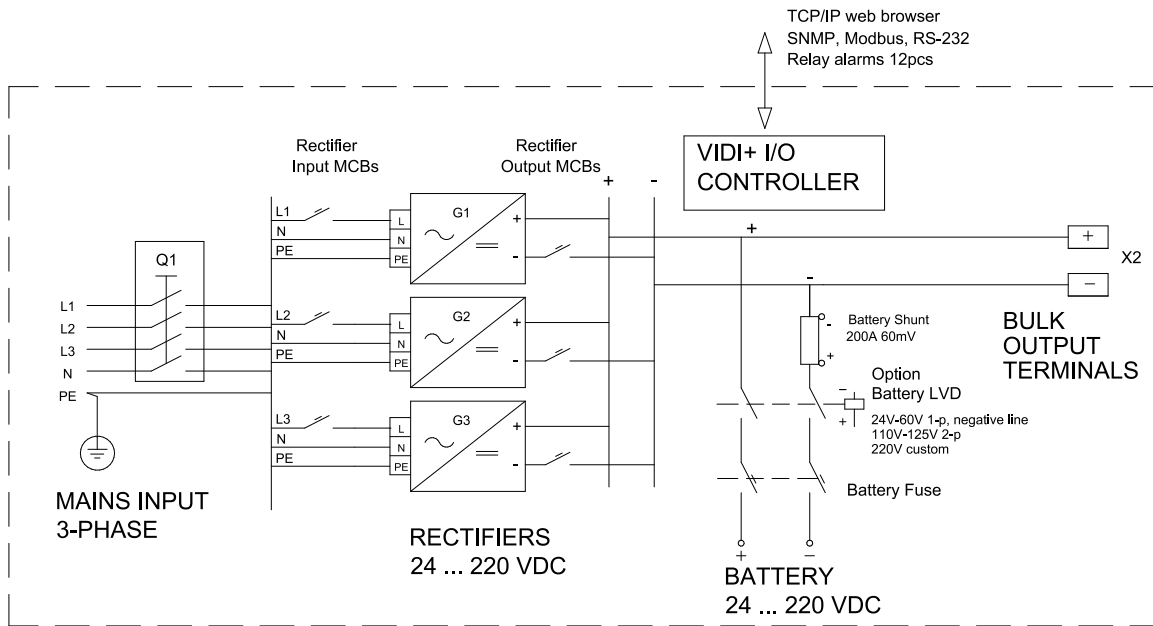 TCP/IP web browser
SNMP, Modbus, RS-232
Relay alarms 12pcs
Rectifier
Input MCBs
Rectifier
Output MCBs
+ -
VIDI+ I/O
CONTROLLER
L1
N
PE
L
N
PE
G1
+
-
+
-
+
−
X2
BULK
OUTPUT
TERMINALS
Q1
L1
L2
L3
N
PE
MAINS INPUT
3-PHASE
L2
N
PE
L
N
PE
G2
+
-
L3
N
PE
L
N
PE
G3
+
-
RECTIFIERS
24 ... 220 VDC
-
+
Battery Shunt
200A 60mV
Option
Battery LVD
−
+
24V-60V 1-p, negative line
110V-125V 2-p
220V custom
Battery Fuse
+ −
BATTERY
24 ... 220 VDC